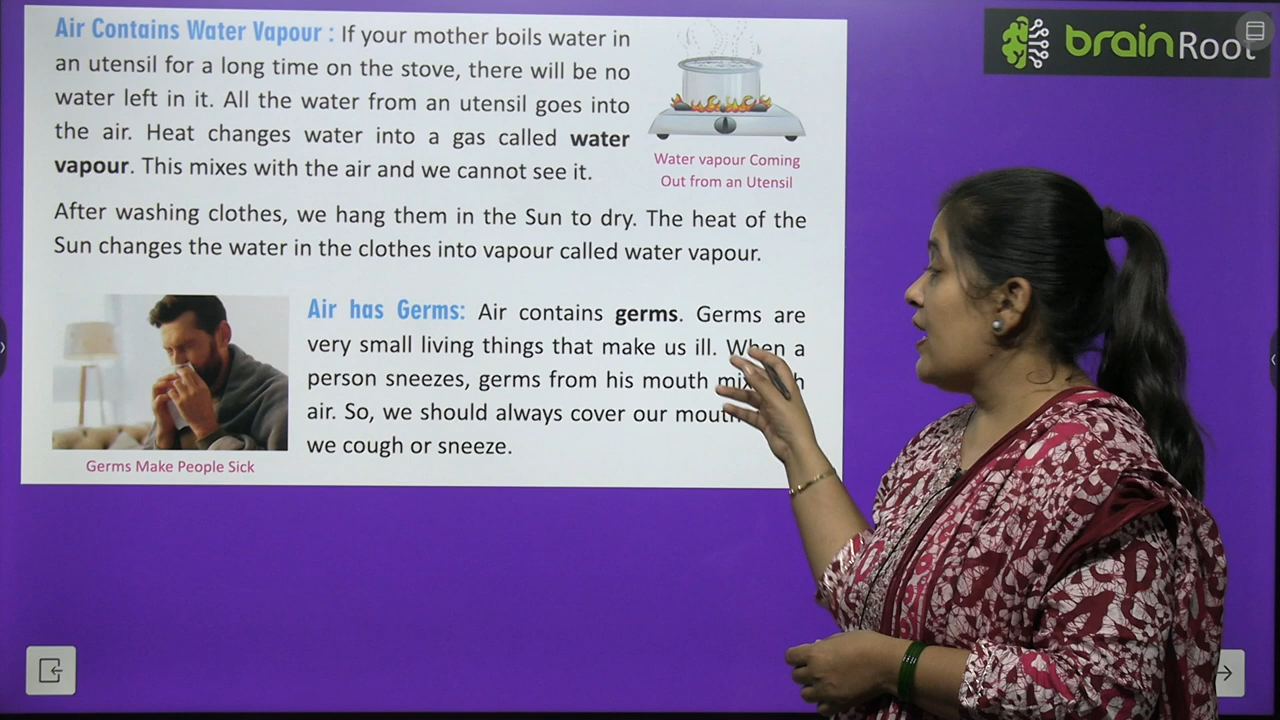 Air Contains Water Vapour : If your mother boils water in
an utensil for a long time on the stove, there will be no
water left in it. All the water from an utensil goes into
the air. Heat changes water into a gas called water
vapour. This mixes with the air and we cannot see it.
Water vapour Coming
Out from an Utensil
After washing clothes, we hang them in the Sun to dry. The heat of the
Sun changes the water in the clothes into vapour called water vapour.
Air has Germs: Air contains germs. Germs are
very small living things that make us ill. When a
person sneezes, germs from his mouth
air. So, we should always cover our mouth
we cough or sneeze.
Germs Make People Sick
brainRoot